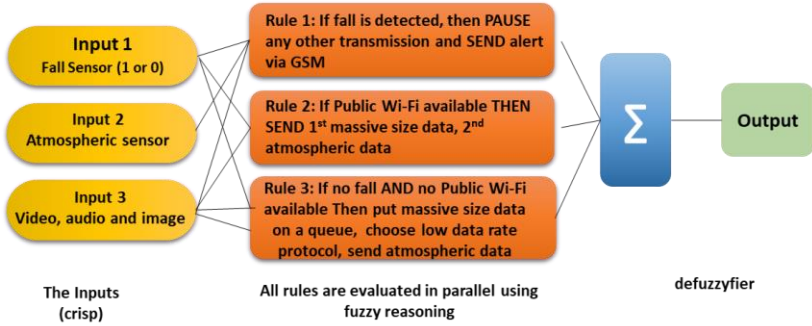 Input 1
Fall Sensor (1 or 0)
Input 2
Atmospheric sensor
Input 3
Video, audio and image
The Inputs
(crisp)
Rule 1: If fall is detected, then PAUSE
any other transmission and SEND alert
via GSM
Rule 2: If Public Wi-Fi available THEN
SEND 1st massive size data, 2nd
atmospheric data
Rule 3: If no fall AND no Public Wi-Fi
available Then put massive size data
on a queue, choose low data rate
protocol, send atmospheric data
All rules are evaluated in parallel using
fuzzy reasoning
Σ
defuzzyfier
Output